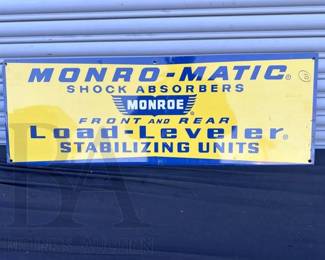 MONRO-MATIC®
SHOCK ABSORBERS
MONROE
FRONT AND REAR
Load-Leveler®
STABILIZING UNITS